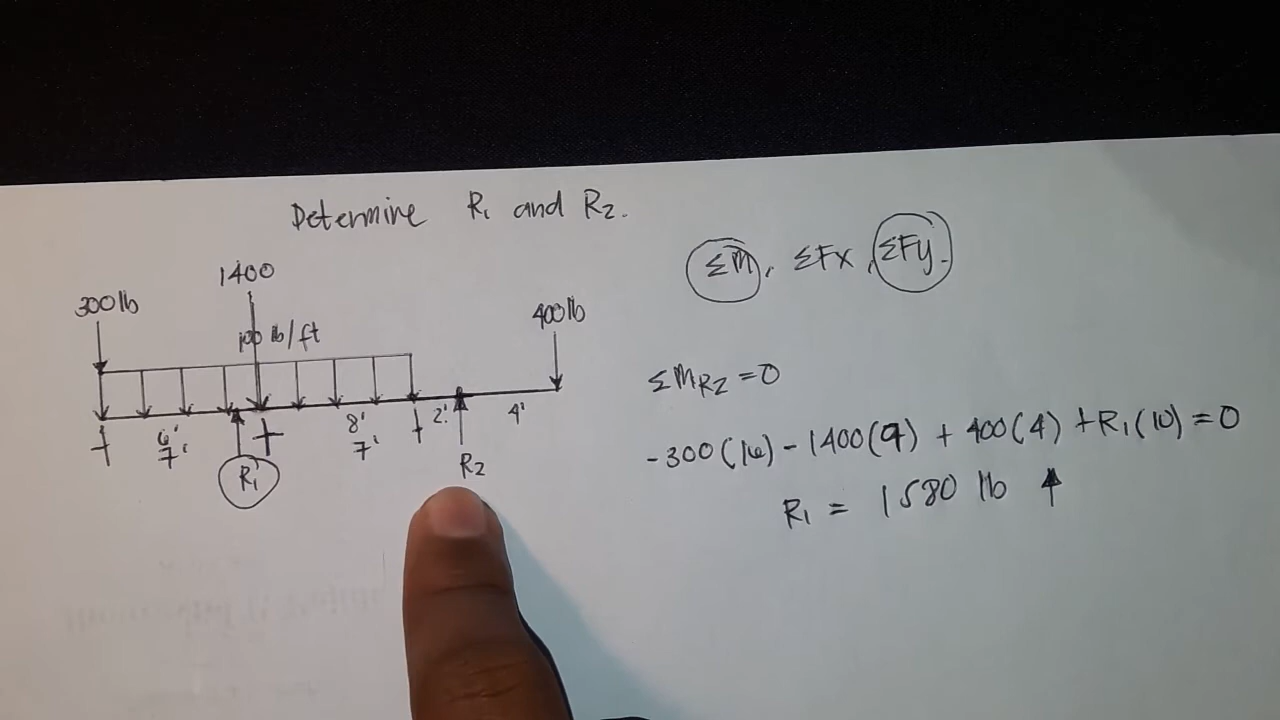 Determine R₁ and R₂.
ΣM, ΣFx, ΣFy.
1400
300 lb
400 lb
100 lb/ft
6' 8' 2' 4'
7' 7'
R₁ R₂
ΣMR2 = 0
-300(16) - 1400(9) + 400(4) + R₁(10) = 0
R₁ = 1580 lb ↑